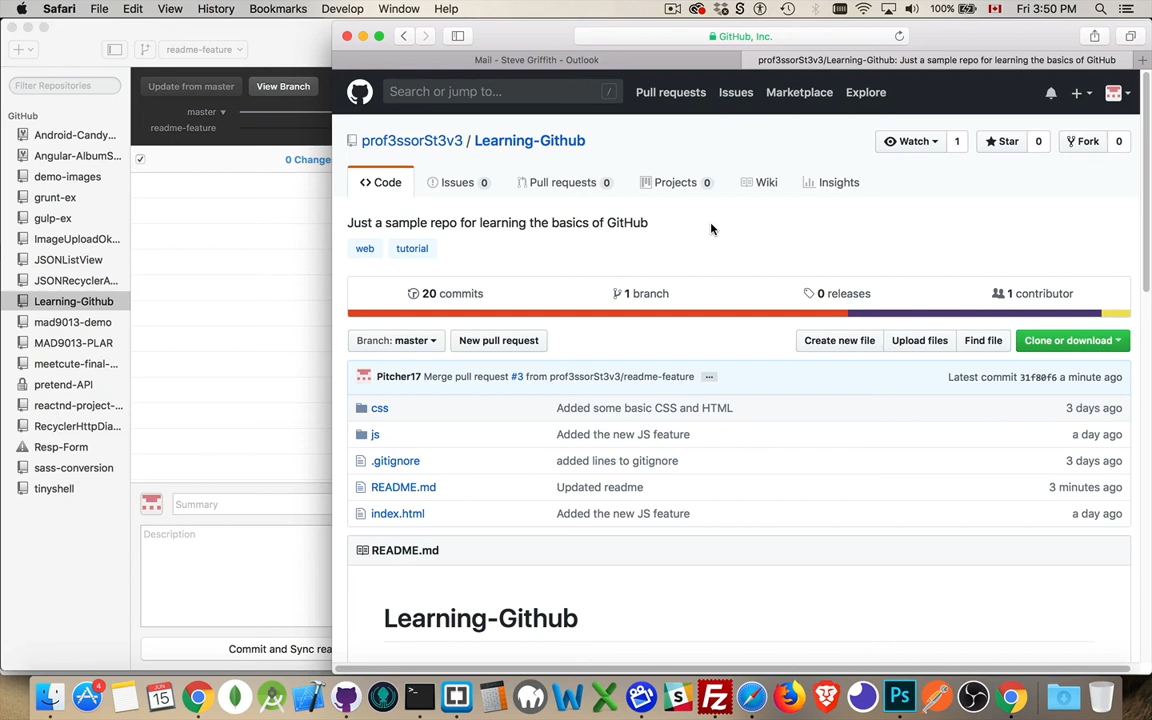 Safari File Edit View History Bookmarks Develop Window Help 100% Fri 3:50 PM
readme-feature
GitHub, Inc.
Mail - Steve Griffith - Outlook
prof3ssorSt3v3/Learning-Github: Just a sample repo for learning the basics of GitHub
Filter Repositories
Update from master View Branch
master
readme-feature
0 Change
GitHub
Android-Candy...
Angular-AlbumS...
demo-images
grunt-ex
gulp-ex
ImageUploadOk...
JSONListView
JSONRecyclerA...
Learning-Github
mad9013-demo
MAD9013-PLAR
meetcute-final-...
pretend-API
reactnd-project-...
RecyclerHttpDia...
Resp-Form
sass-conversion
tinyshell
Summary
Description
Commit and Sync rea
Search or jump to... /
Pull requests Issues Marketplace Explore
prof3ssorSt3v3 / Learning-Github
Watch 1 Star 0 Fork 0
Code Issues 0 Pull requests 0 Projects 0 Wiki Insights
Just a sample repo for learning the basics of GitHub
web tutorial
20 commits 1 branch 0 releases 1 contributor
Branch: master New pull request Create new file Upload files Find file Clone or download
Pitcher17 Merge pull request #3 from prof3ssorSt3v3/readme-feature ... Latest commit 31f80f6 a minute ago
css Added some basic CSS and HTML 3 days ago
js Added the new JS feature a day ago
.gitignore added lines to gitignore 3 days ago
README.md Updated readme 3 minutes ago
index.html Added the new JS feature a day ago
README.md
Learning-Github
4
JUN
15
W
X
S
Fz
Ps